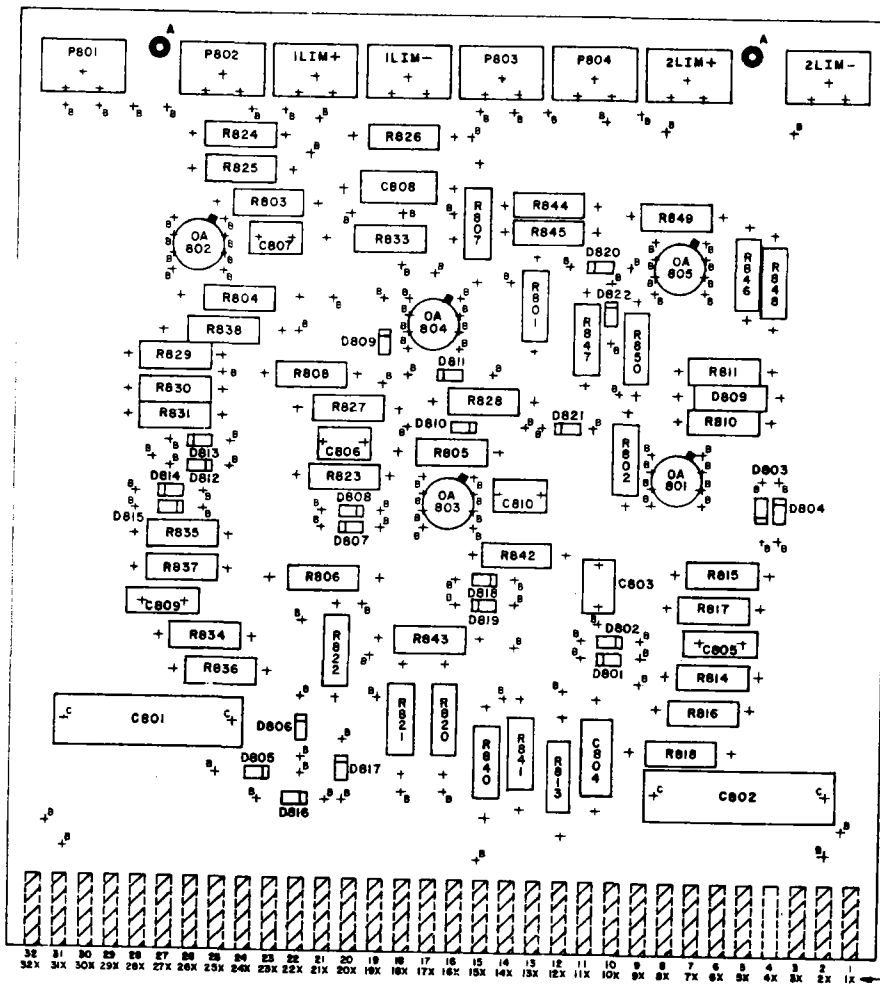 A A
P801 P802 1LIM+ 1LIM- P803 P804 2LIM+ 2LIM-
R824 R826
R825
R803 C808 R807 R844 R849
OA 802 C807 R833 R845
D820 OA 805 R846 R848
R804 OA 804 R801 D822
R838 D809 R847 R850
R829 D811
R808 R811
R830 R827 R828 D809
R831 D810 D821 R810
D813 C806 R805 R802 OA 801
D812 R823 D803
D814 D808 OA 803 C810 D804
D815 D807
R835 R842
R837 R806 D818 C803 R815
C809 D819 R817
R834 R822 R843 D802 C805
R836 D801 R814
C801 D806 R821 R820 R816
D805 D817 R840 R841 R813 C804 R818
D816 C802
32 31 30 29 28 27 26 25 24 23 22 21 20 19 18 17 16 15 14 13 12 11 10 9 8 7 6 5 4 3 2 1
32X 31X 30X 29X 28X 27X 26X 25X 24X 23X 22X 21X 20X 19X 18X 17X 16X 15X 14X 13X 12X 11X 10X 9X 8X 7X 6X 5X 4X 3X 2X 1X